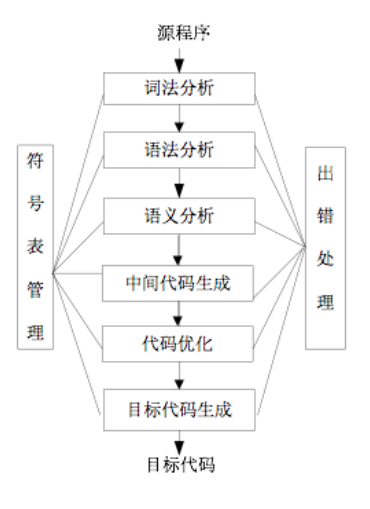 源程序
词法分析
语法分析
语义分析
中间代码生成
代码优化
目标代码生成
目标代码
符
号
表
管
理
出
错
处
理